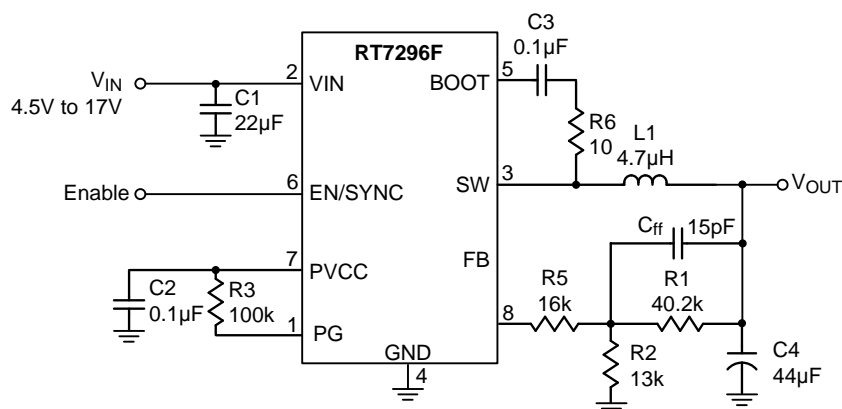 C3
0.1µF
RT7296F
V_IN
4.5V to 17V
2
VIN
BOOT
5
C1
22µF
R6
10
L1
4.7µH
Enable
6
EN/SYNC
SW
3
V_OUT
C_ff
15pF
FB
7
PVCC
C2
0.1µF
R3
100k
1
PG
R5
16k
R1
40.2k
8
GND
4
R2
13k
C4
44µF